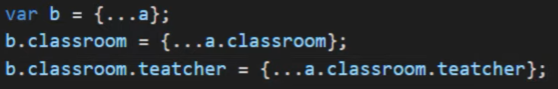 var b = {...a};
b.classroom = {...a.classroom};
b.classroom.teatcher = {...a.classroom.teatcher};